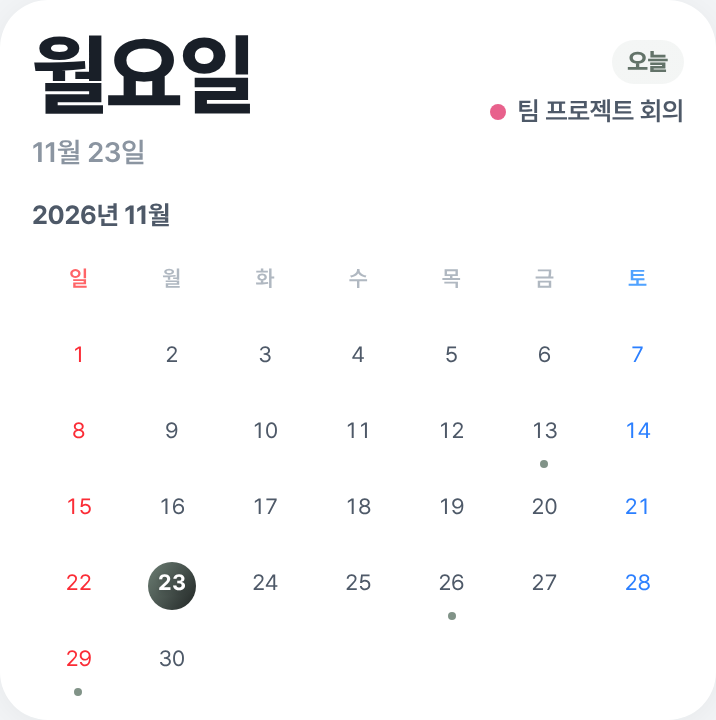 월요일
오늘
팀 프로젝트 회의
11월 23일
2026년 11월
일 월 화 수 목 금 토
1 2 3 4 5 6 7
8 9 10 11 12 13 14
15 16 17 18 19 20 21
22 23 24 25 26 27 28
29 30